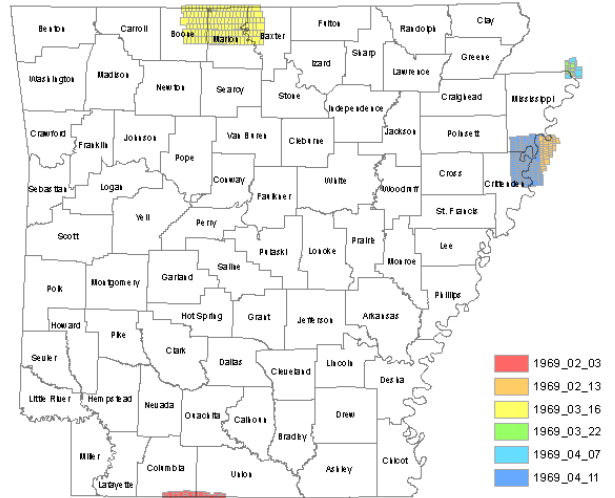 Benton
Carroll
Boone
Marion
Baxter
Fulton
Randolph
Clay
Sharp
Izard
Greene
Lawrence
Washington
Madison
Newton
Searcy
Stone
Independence
Craighead
Mississippi
Crawford
Franklin
Johnson
Van Buren
Cleburne
Jackson
Poinsett
Pope
Logan
Sebastian
Conway
Faulkner
White
Woodruff
Cross
Crittenden
St. Francis
Yell
Perry
Scott
Pulaski
Lonoke
Prairie
Monroe
Lee
Saline
Garland
Polk
Montgomery
Phillips
Hot Spring
Grant
Jefferson
Arkansas
Howard
Pike
Clark
Sevier
Dallas
Cleveland
Lincoln
Desha
Little River
Hempstead
Nevada
Ouachita
Calhoun
Drew
Bradley
Miller
Lafayette
Columbia
Union
Ashley
Chicot
1969_02_03
1969_02_13
1969_03_16
1969_03_22
1969_04_07
1969_04_11